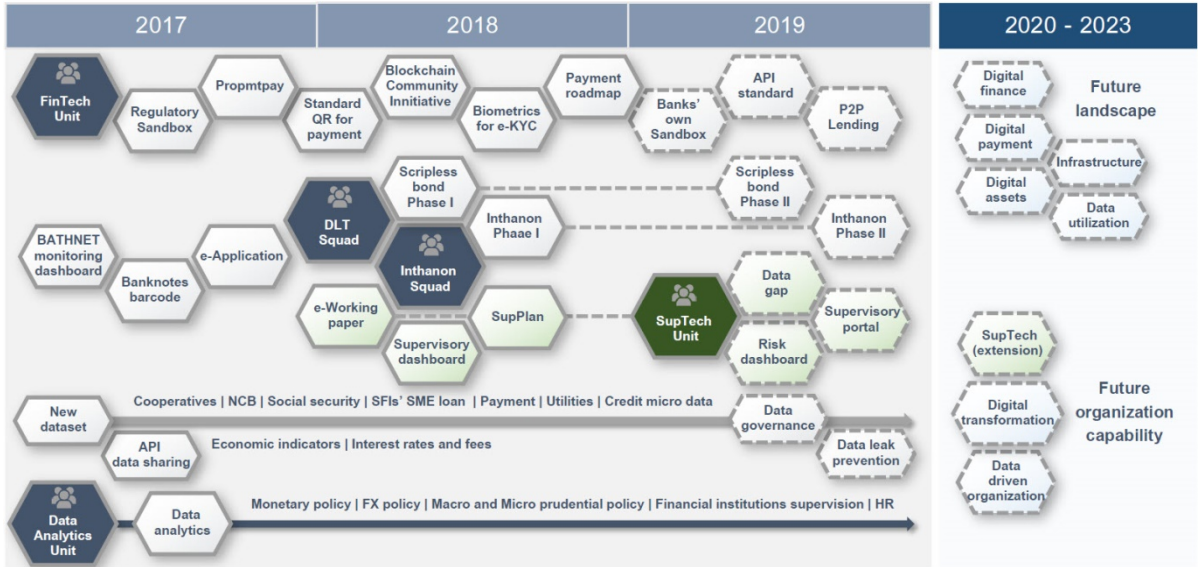 2017
2018
2019
2020 - 2023
FinTech
Unit
Regulatory
Sandbox
Propmtpay
Standard
QR for
payment
Blockchain
Community
Innitiative
Biometrics
for e-KYC
Payment
roadmap
Banks'
own
Sandbox
API
standard
P2P
Lending
Digital
finance
Future
landscape
Digital
payment
Infrastructure
Digital
assets
Data
utilization
BATHNET
monitoring
dashboard
Banknotes
barcode
e-Application
DLT
Squad
Scripless
bond
Phase I
Inthanon
Squad
Inthanon
Phaae I
Scripless
bond
Phase II
Inthanon
Phase II
e-Working
paper
Supervisory
dashboard
SupPlan
SupTech
Unit
Data
gap
Risk
dashboard
Supervisory
portal
SupTech
(extension)
Digital
transformation
Data
driven
organization
Future
organization
capability
New
dataset
Cooperatives | NCB | Social security | SFIs' SME loan | Payment | Utilities | Credit micro data
Data
governance
API
data sharing
Economic indicators | Interest rates and fees
Data leak
prevention
Data
Analytics
Unit
Data
analytics
Monetary policy | FX policy | Macro and Micro prudential policy | Financial institutions supervision | HR